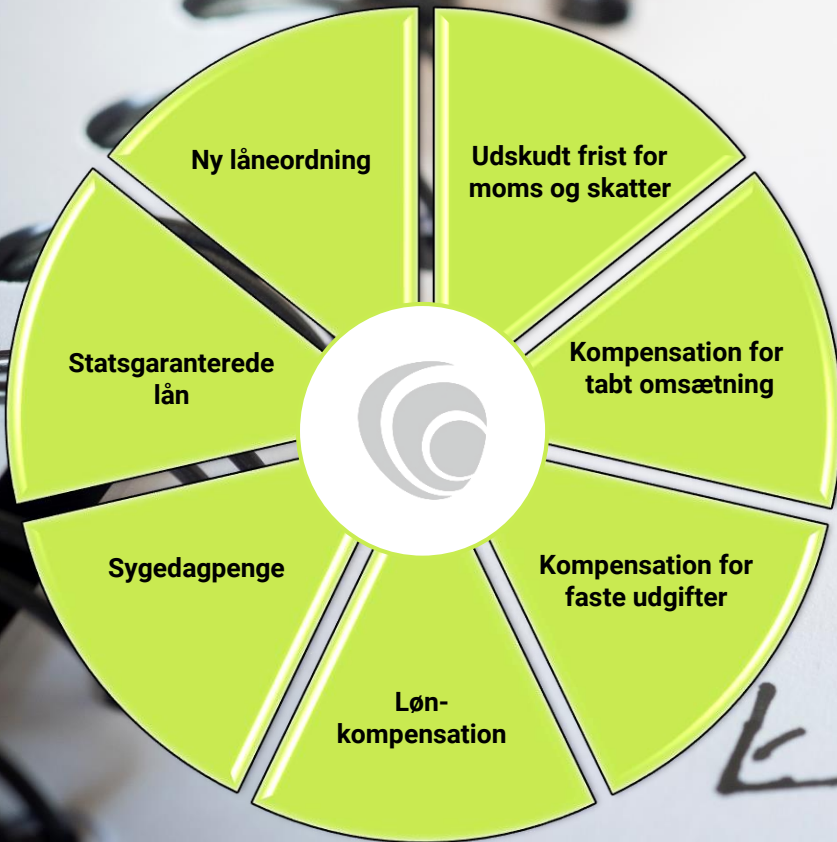 Ny låneordning
Udskudt frist for
moms og skatter
Kompensation for
tabt omsætning
Kompensation for
faste udgifter
Løn-
kompensation
Sygedagpenge
Statsgaranterede
lån